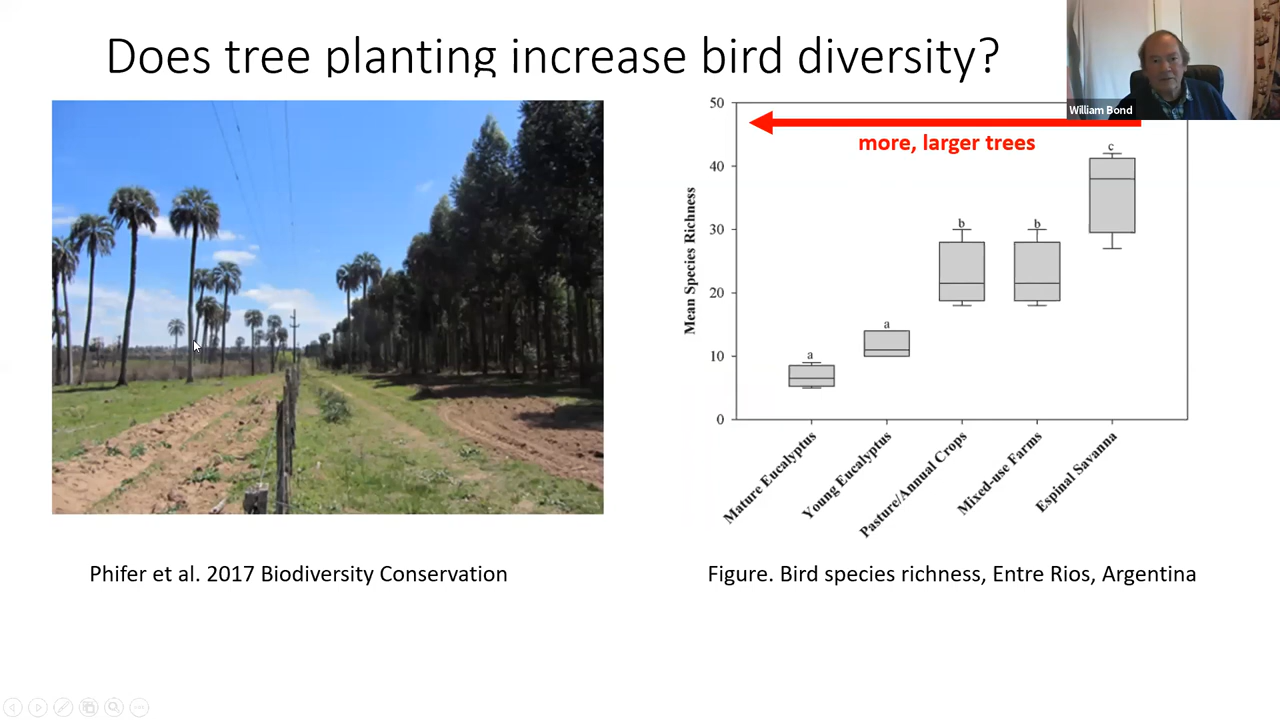 Does tree planting increase bird diversity?
William Bond
more, larger trees
Mean Species Richness
50
40
30
20
10
0
a
a
b
b
c
Mature Eucalyptus
Young Eucalyptus
Pasture/Annual Crops
Mixed-use Farms
Espinal Savanna
Phifer et al. 2017 Biodiversity Conservation
Figure. Bird species richness, Entre Rios, Argentina